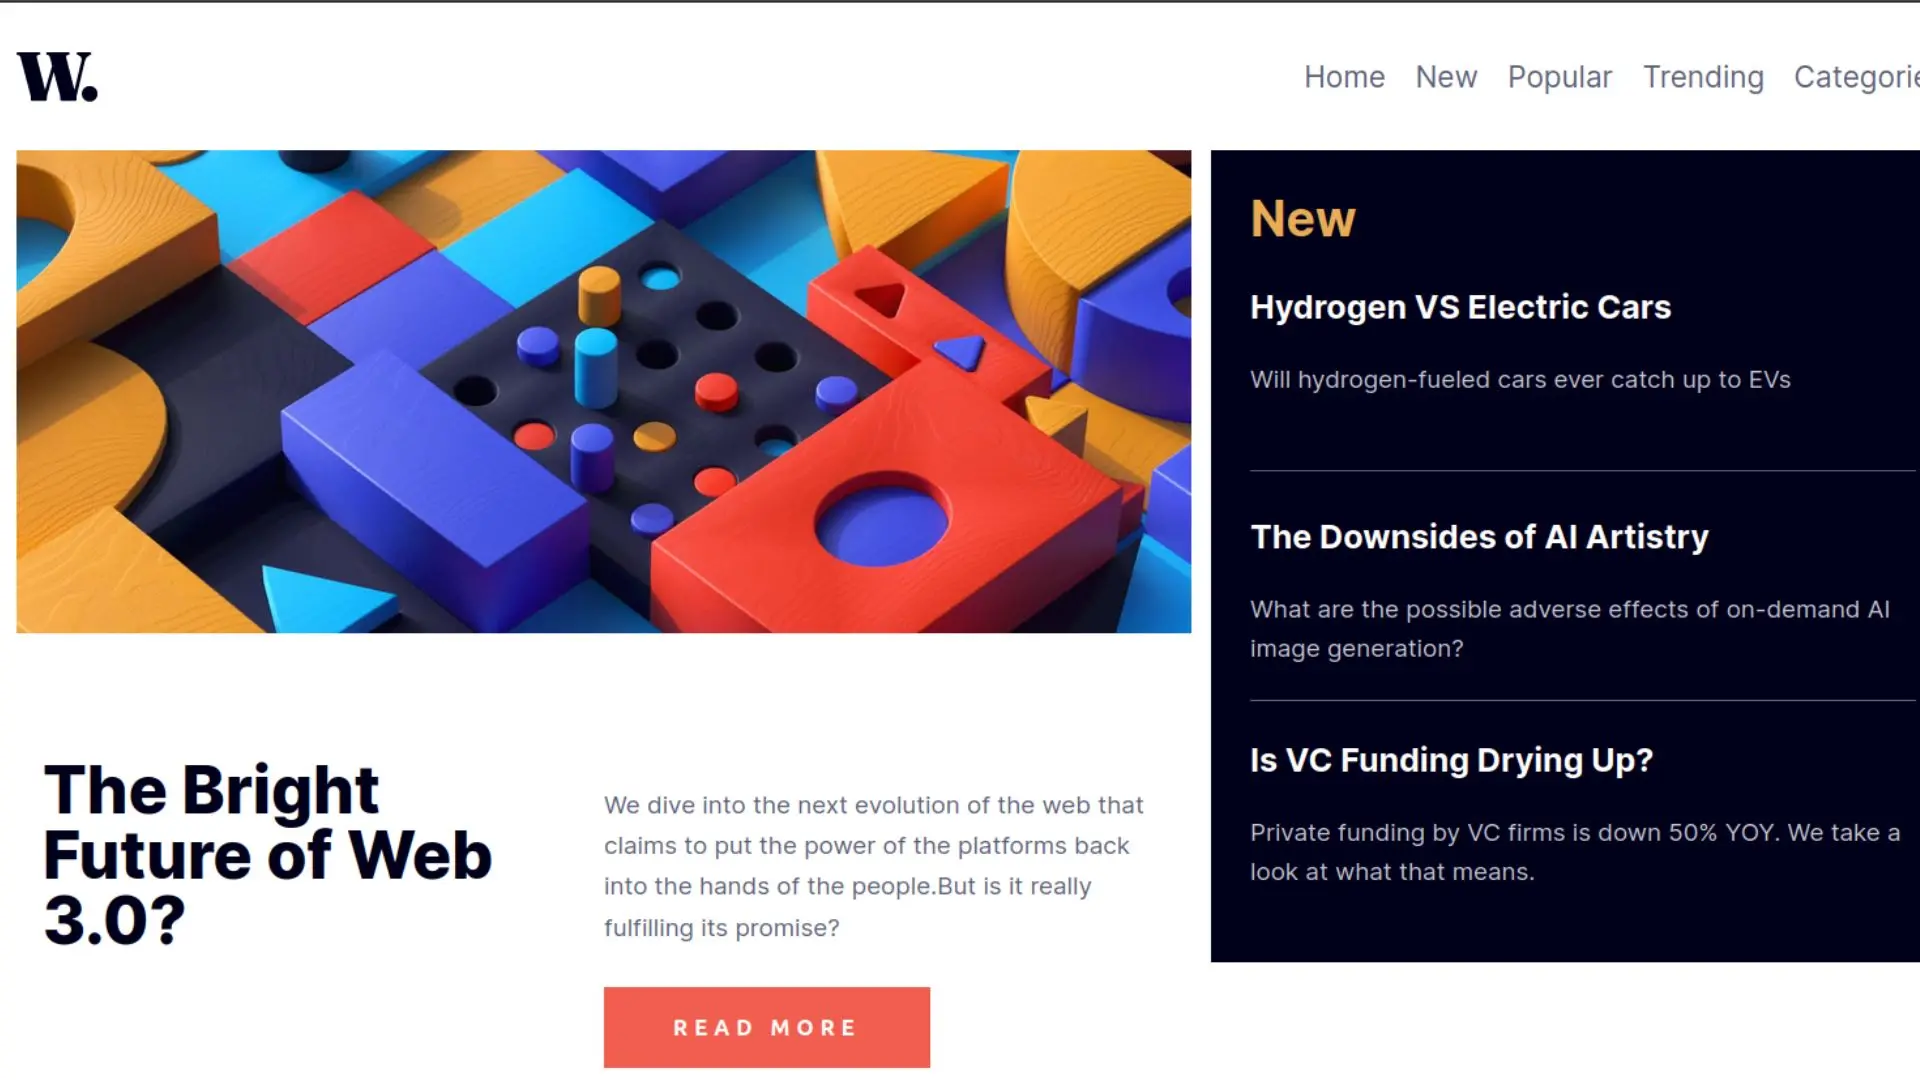 W.
Home New Popular Trending Categorie
New
Hydrogen VS Electric Cars
Will hydrogen-fueled cars ever catch up to EVs
The Downsides of AI Artistry
What are the possible adverse effects of on-demand AI
image generation?
Is VC Funding Drying Up?
Private funding by VC firms is down 50% YOY. We take a
look at what that means.
The Bright
Future of Web
3.0?
We dive into the next evolution of the web that
claims to put the power of the platforms back
into the hands of the people.But is it really
fulfilling its promise?
READ MORE